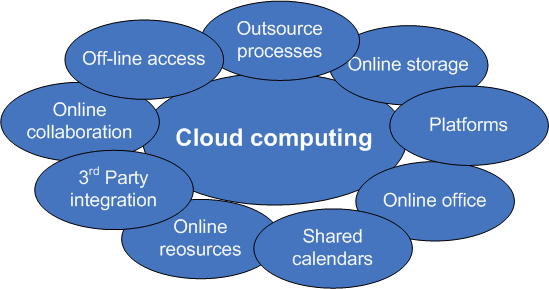 Outsource
processes
Off-line access
Online storage
Online
collaboration
Cloud computing
Platforms
3rd Party
integration
Online office
Online
reosurces
Shared
calendars